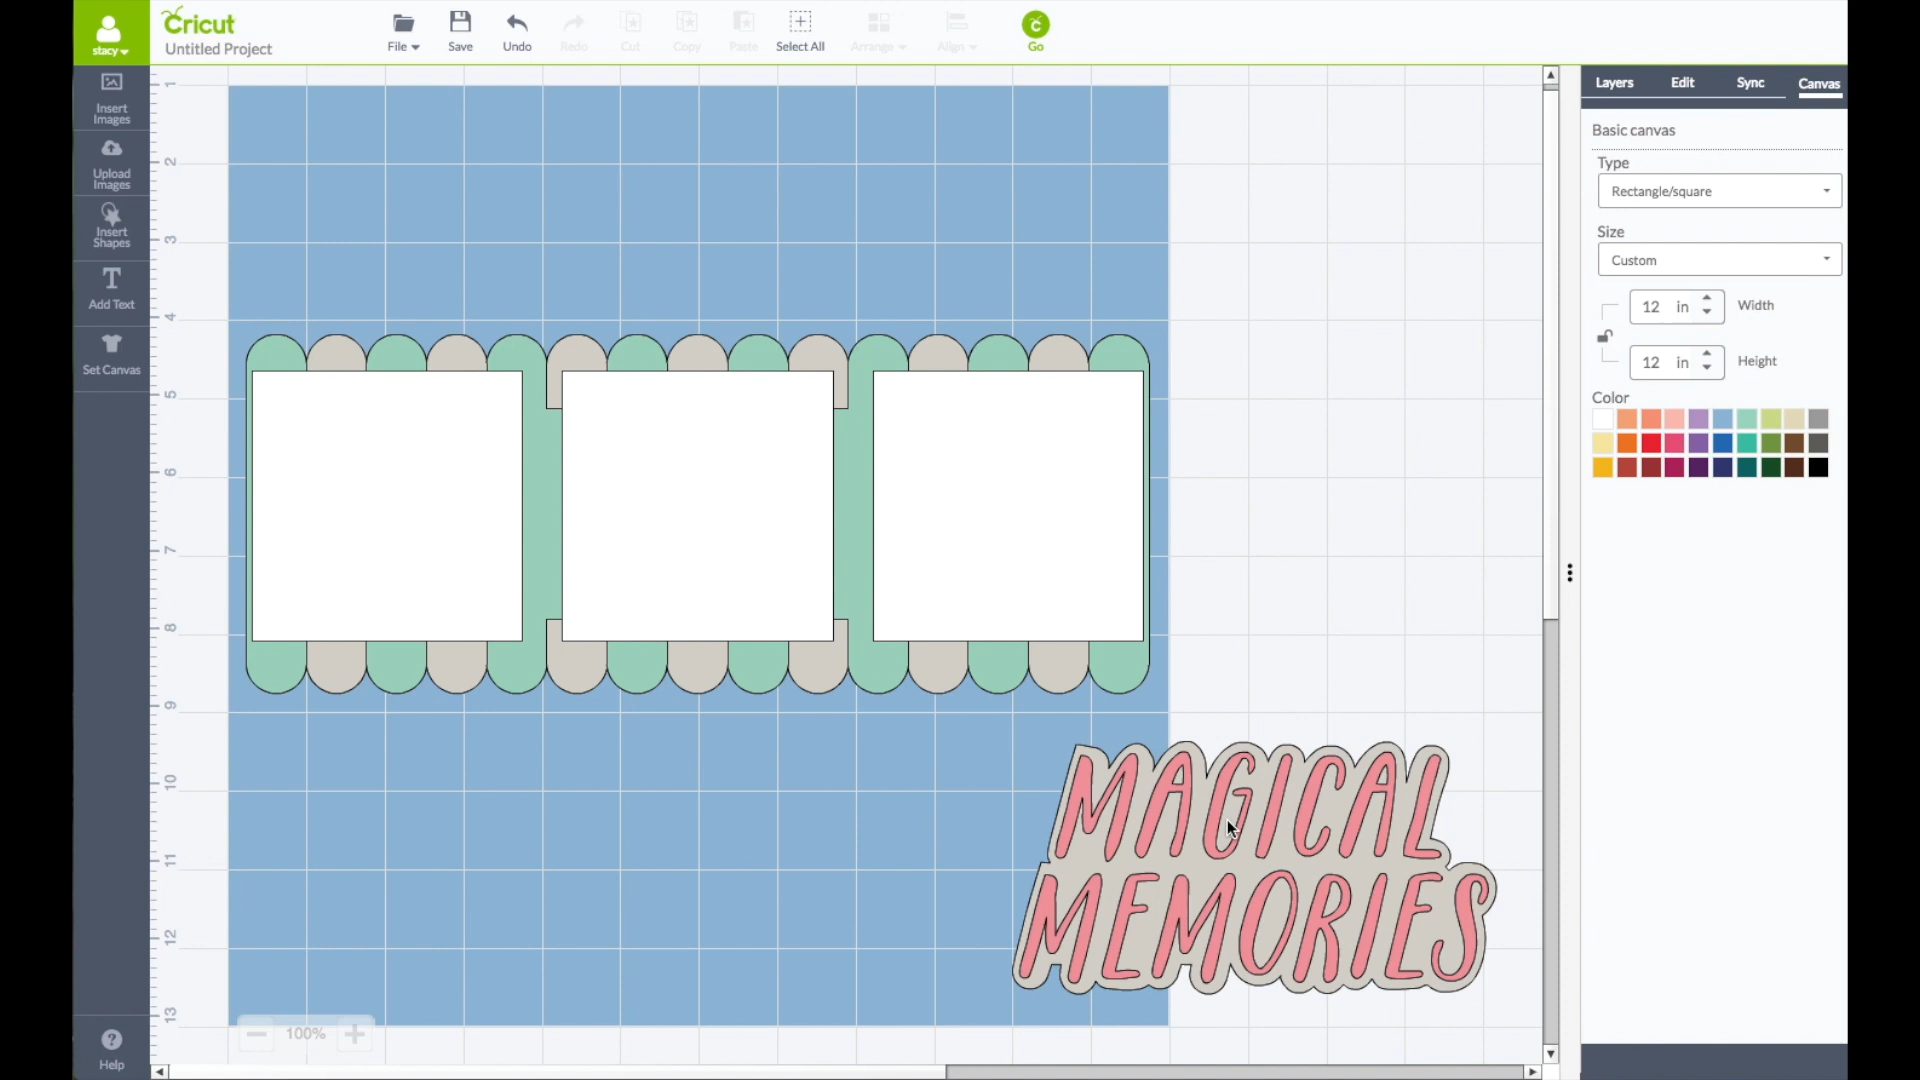 stacy
Cricut
Untitled Project
File
Save
Undo
Redo
Cut
Copy
Paste
Select All
Arrange
Align
Go
Insert
Images
Upload
Images
Insert
Shapes
Add Text
Set Canvas
Help
1
2
3
4
5
6
7
8
9
10
11
12
13
MAGICAL
MEMORIES
100%
Layers
Edit
Sync
Canvas
Basic canvas
Type
Rectangle/square
Size
Custom
12 in Width
12 in Height
Color